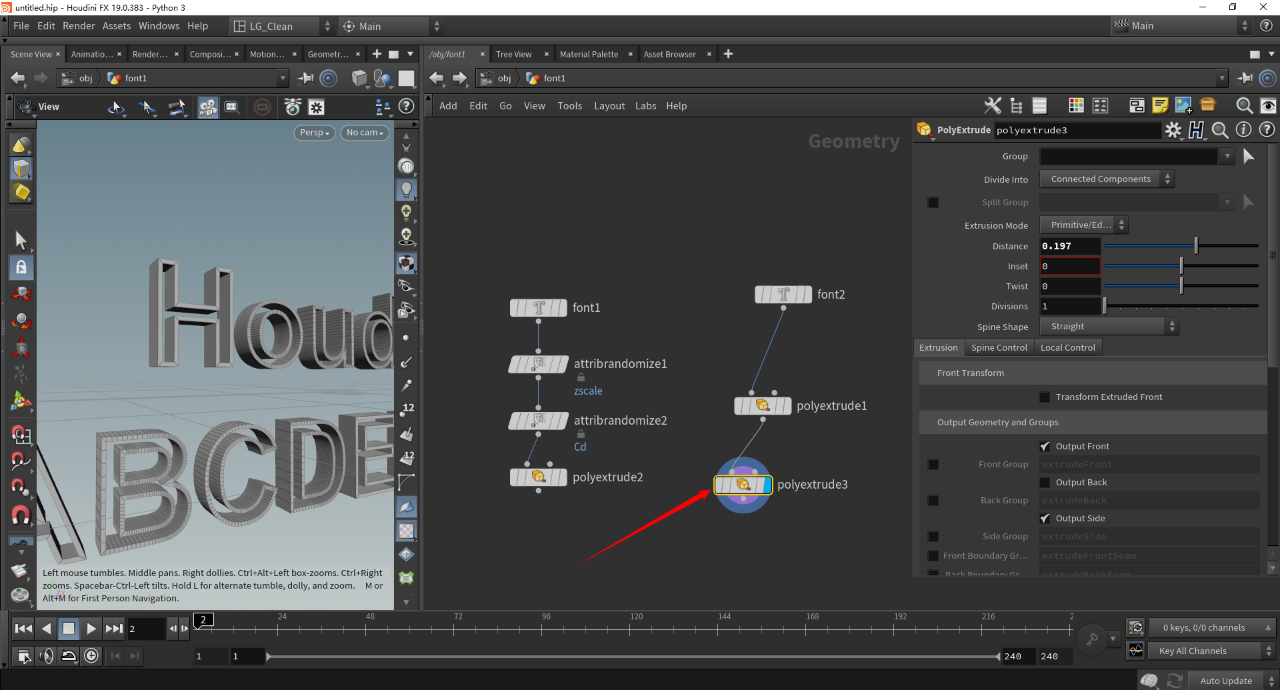 untitled.hip - Houdini FX 19.0.383 - Python 3
File Edit Render Assets Windows Help LG_Clean Main Main
Scene View Animatio... Render... Composi... Motion... Geometr...
/obj/font1 Tree View Material Palette Asset Browser
obj font1
obj font1
View
Add Edit Go View Tools Layout Labs Help
Persp No cam
Geometry
PolyExtrude polyextrude3
Group
Divide Into Connected Components
Split Group
Extrusion Mode Primitive/Ed...
Distance 0.197
Inset 0
Twist 0
Divisions 1
Spine Shape Straight
Extrusion Spine Control Local Control
Front Transform
Transform Extruded Front
Output Geometry and Groups
Output Front
Front Group extrudeFront
Output Back
Back Group extrudeBack
Output Side
Side Group extrudeSide
Front Boundary Gr... extrudeFrontSeam
Back Boundary Gr... extrudeBackSeam
font1
attribrandomize1
zscale
attribrandomize2
Cd
polyextrude2
font2
polyextrude1
polyextrude3
Houd
ABCDE
12
12
Left mouse tumbles. Middle pans. Right dollies. Ctrl+Alt+Left box-zooms. Ctrl+Right
zooms. Spacebar-Ctrl-Left tilts. Hold L for alternate tumble, dolly, and zoom. M or
Alt+M for First Person Navigation.
2 2 24 48 72 96 120 144 168 192 216 2
0 keys, 0/0 channels
1 1 240 240
Key All Channels
Auto Update